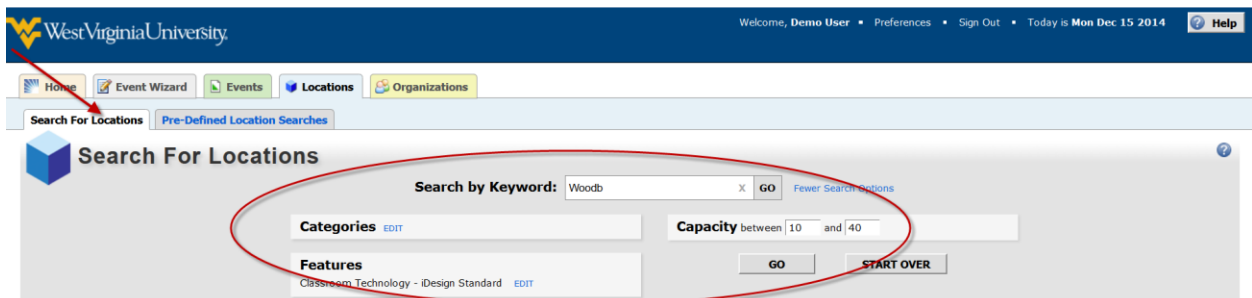 WestVirginiaUniversity.
Welcome, Demo User ▪ Preferences ▪ Sign Out ▪ Today is Mon Dec 15 2014
Help
Home
Event Wizard
Events
Locations
Organizations
Search For Locations
Pre-Defined Location Searches
Search For Locations
Search by Keyword: Woodb X GO Fewer Search Options
Categories EDIT
Capacity between 10 and 40
Features
Classroom Technology - iDesign Standard EDIT
GO
START OVER